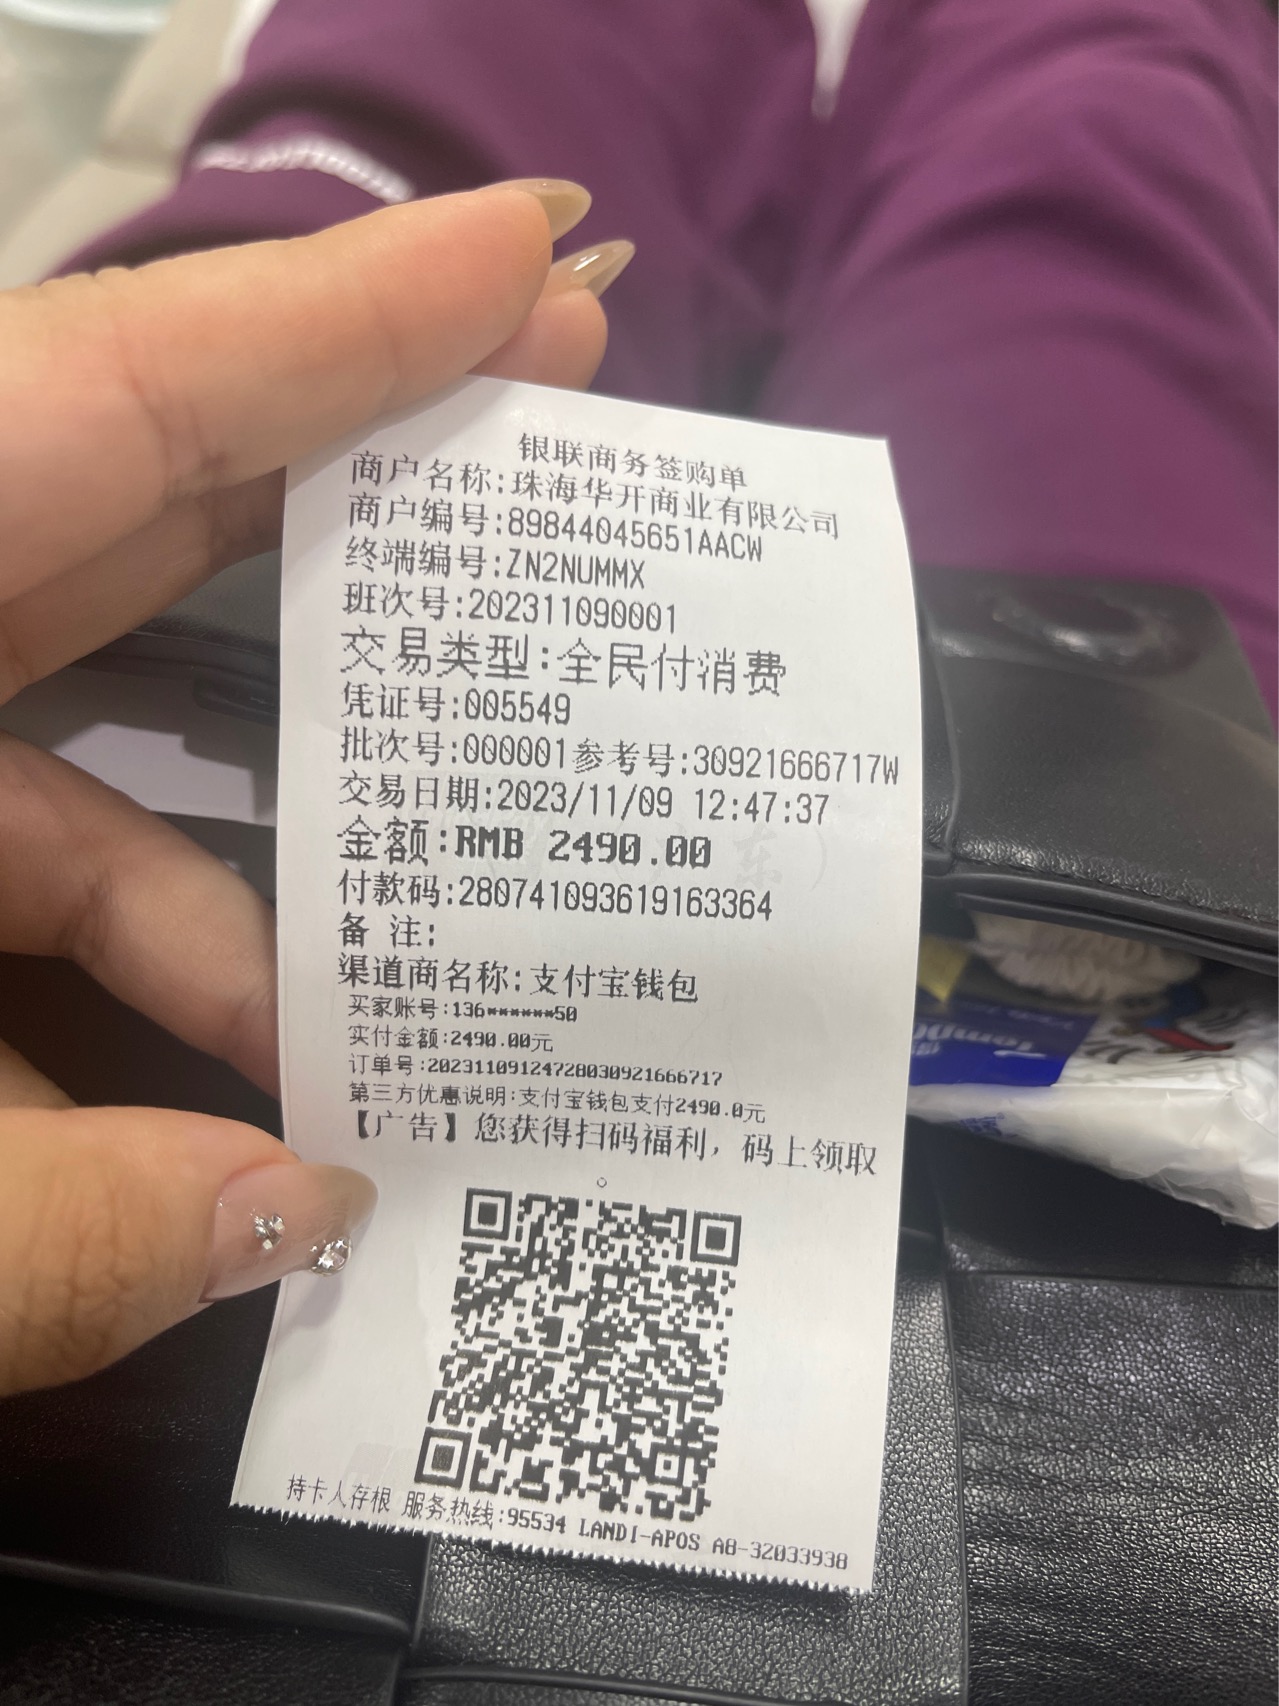 银联商务签购单
商户名称:珠海华开商业有限公司
商户编号:89844045651AACW
终端编号:ZN2NUMMX
班次号:202311090001
交易类型:全民付消费
凭证号:005549
批次号:000001参考号:30921666717W
交易日期:2023/11/09 12:47:37
金额:RMB 2490.00
付款码:280741093619163364
备 注:
渠道商名称:支付宝钱包
买家账号:136******50
实付金额:2490.00元
订单号:20231109124728030921666717
第三方优惠说明:支付宝钱包支付2490.0元
【广告】您获得扫码福利，码上领取
。
持卡人存根 服务热线:95534 LANDI-APOS A8-32033938
Tempo